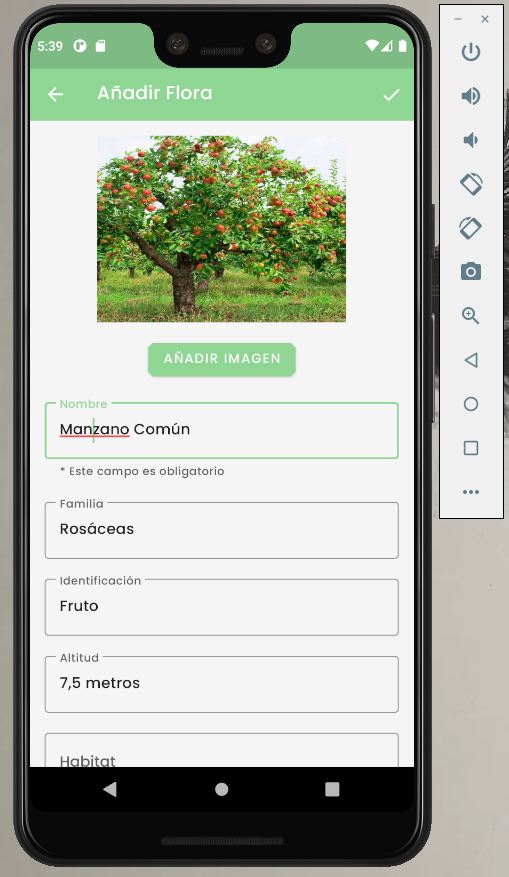 5:39
Añadir Flora
AÑADIR IMAGEN
Nombre
Manzano Común
* Este campo es obligatorio
Familia
Rosáceas
Identificación
Fruto
Altitud
7,5 metros
Habitat